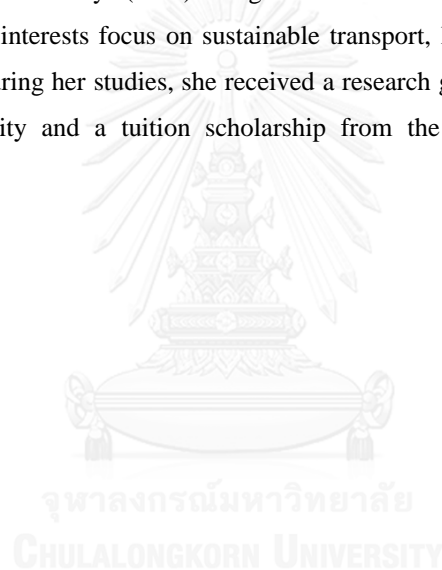 interests focus on sustainable transport,
uring her studies, she received a research
ity and a tuition scholarship from the
จุฬาลงกรณ์มหาวิทยาลัย
CHULALONGKORN UNIVERSITY